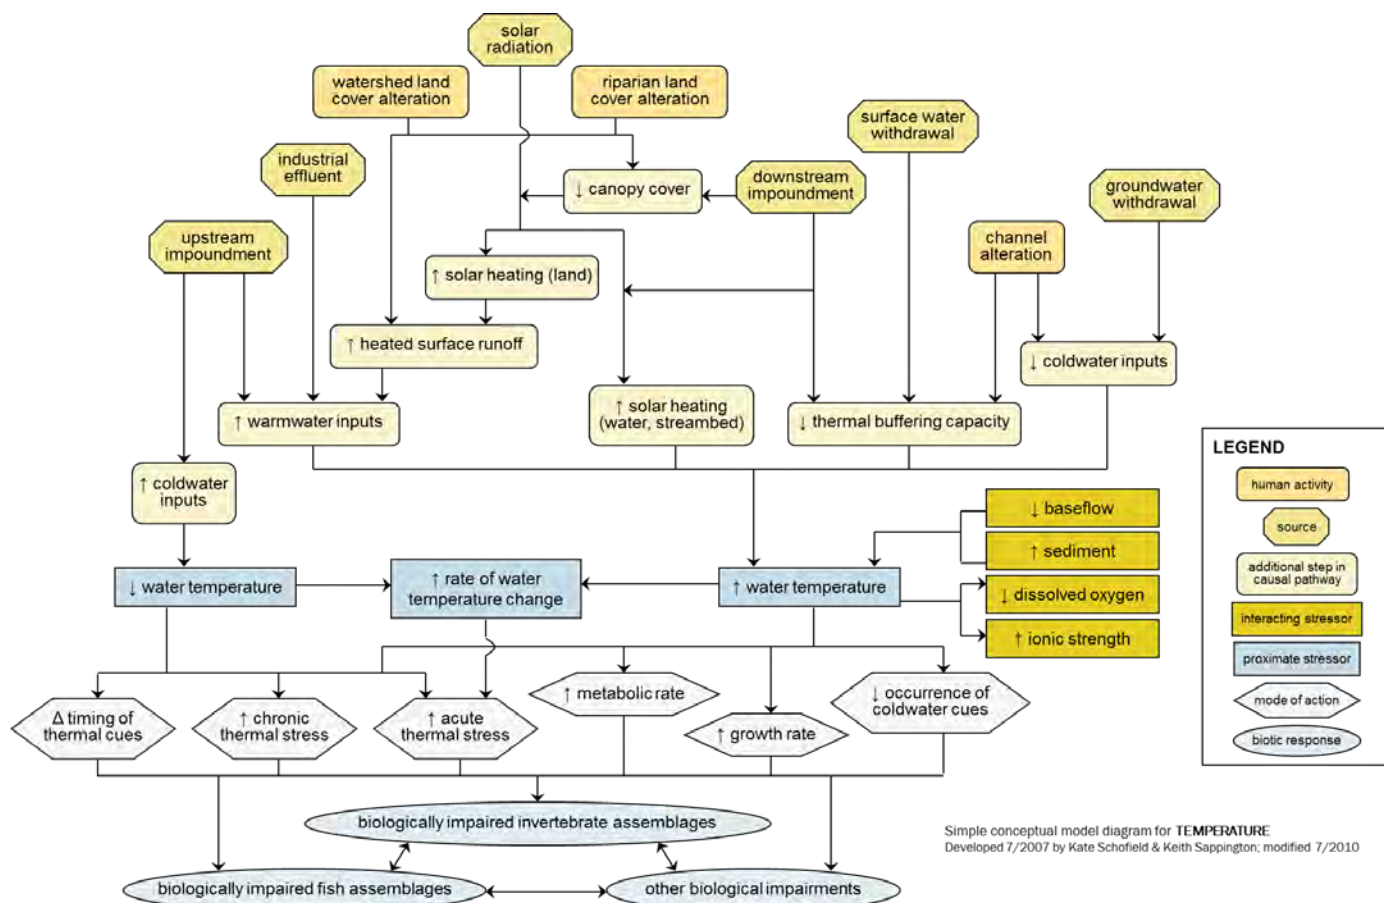 solar
radiation
watershed land
cover alteration
riparian land
cover alteration
surface water
withdrawal
industrial
effluent
↓ canopy cover
downstream
impoundment
groundwater
withdrawal
upstream
impoundment
channel
alteration
↑ solar heating (land)
↑ heated surface runoff
↓ coldwater inputs
↑ warmwater inputs
↑ solar heating
(water, streambed)
↓ thermal buffering capacity
↑ coldwater
inputs
↓ baseflow
↑ sediment
↓ water temperature
↑ rate of water
temperature change
↑ water temperature
↓ dissolved oxygen
↑ ionic strength
Δ timing of
thermal cues
↑ chronic
thermal stress
↑ acute
thermal stress
↑ metabolic rate
↑ growth rate
↓ occurrence of
coldwater cues
biologically impaired invertebrate assemblages
biologically impaired fish assemblages
other biological impairments
LEGEND
human activity
source
additional step in
causal pathway
interacting stressor
proximate stressor
mode of action
biotic response
Simple conceptual model diagram for TEMPERATURE
Developed 7/2007 by Kate Schofield & Keith Sappington; modified 7/2010